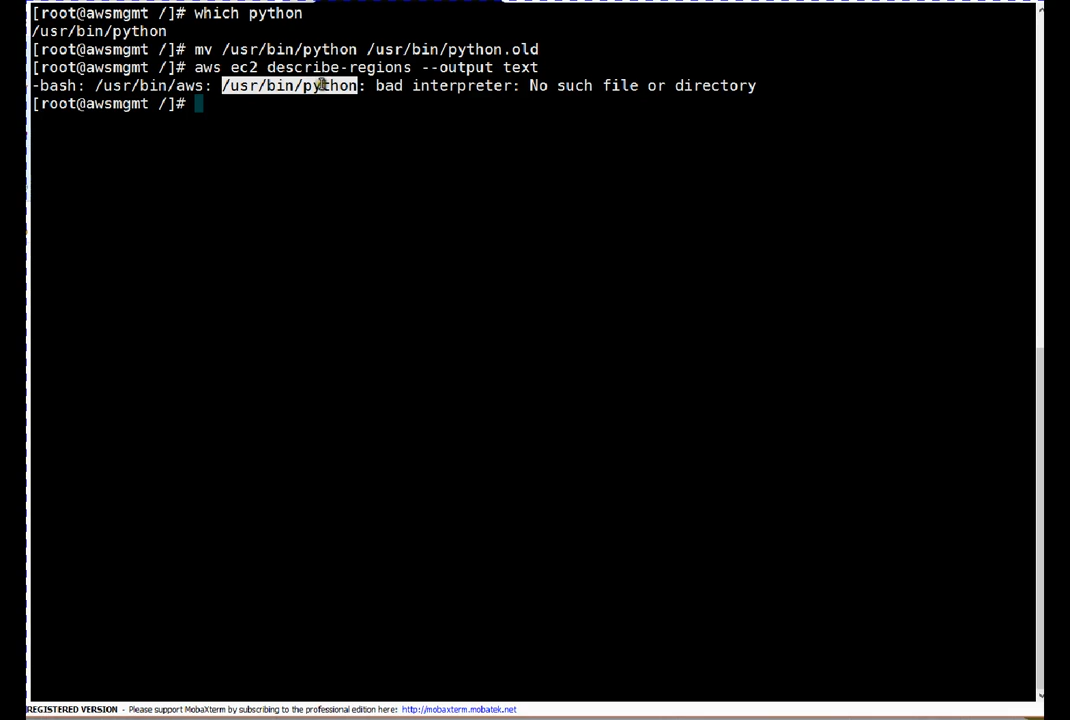 [root@awsmgmt /]# which python
/usr/bin/python
[root@awsmgmt /]# mv /usr/bin/python /usr/bin/python.old
[root@awsmgmt /]# aws ec2 describe-regions --output text
-bash: /usr/bin/aws: /usr/bin/python: bad interpreter: No such file or directory
[root@awsmgmt /]#
REGISTERED VERSION - Please support MobaXterm by subscribing to the professional edition here: http://mobaxterm.mobatek.net